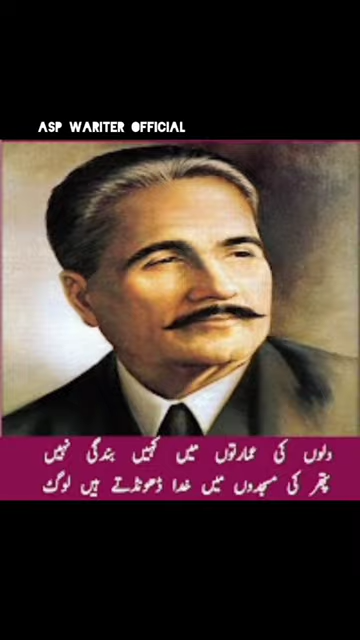 ASP WARITER OFFICIAL
دلوں کی عمارتوں میں کہیں بندگی نہیں
پتھر کی مسجدوں میں خدا ڈھونڈتے ہیں لوگ